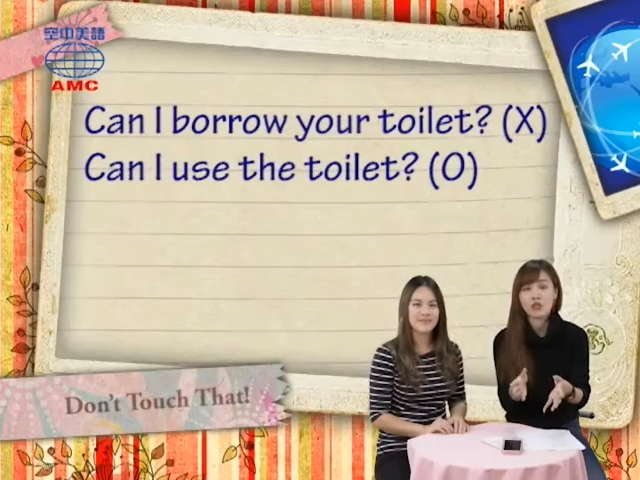 空中美語
AMC
Can I borrow your toilet? (X)
Can I use the toilet? (O)
Don't Touch That!